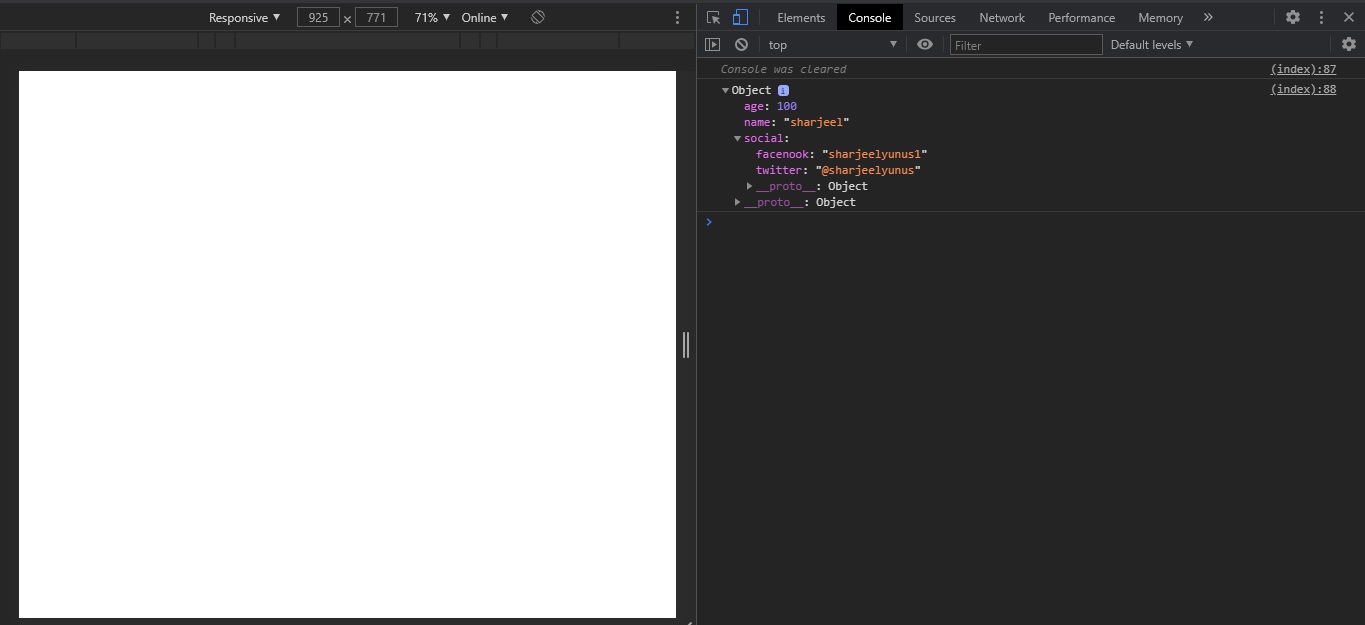 Responsive ▼ 925 × 771 71% ▼ Online ▼
Elements Console Sources Network Performance Memory »
top ▼ Filter Default levels ▼
Console was cleared (index):87
▼Object i (index):88
age: 100
name: "sharjeel"
▼social:
facenook: "sharjeelyunus1"
twitter: "@sharjeelyunus"
▶__proto__: Object
▶__proto__: Object
>